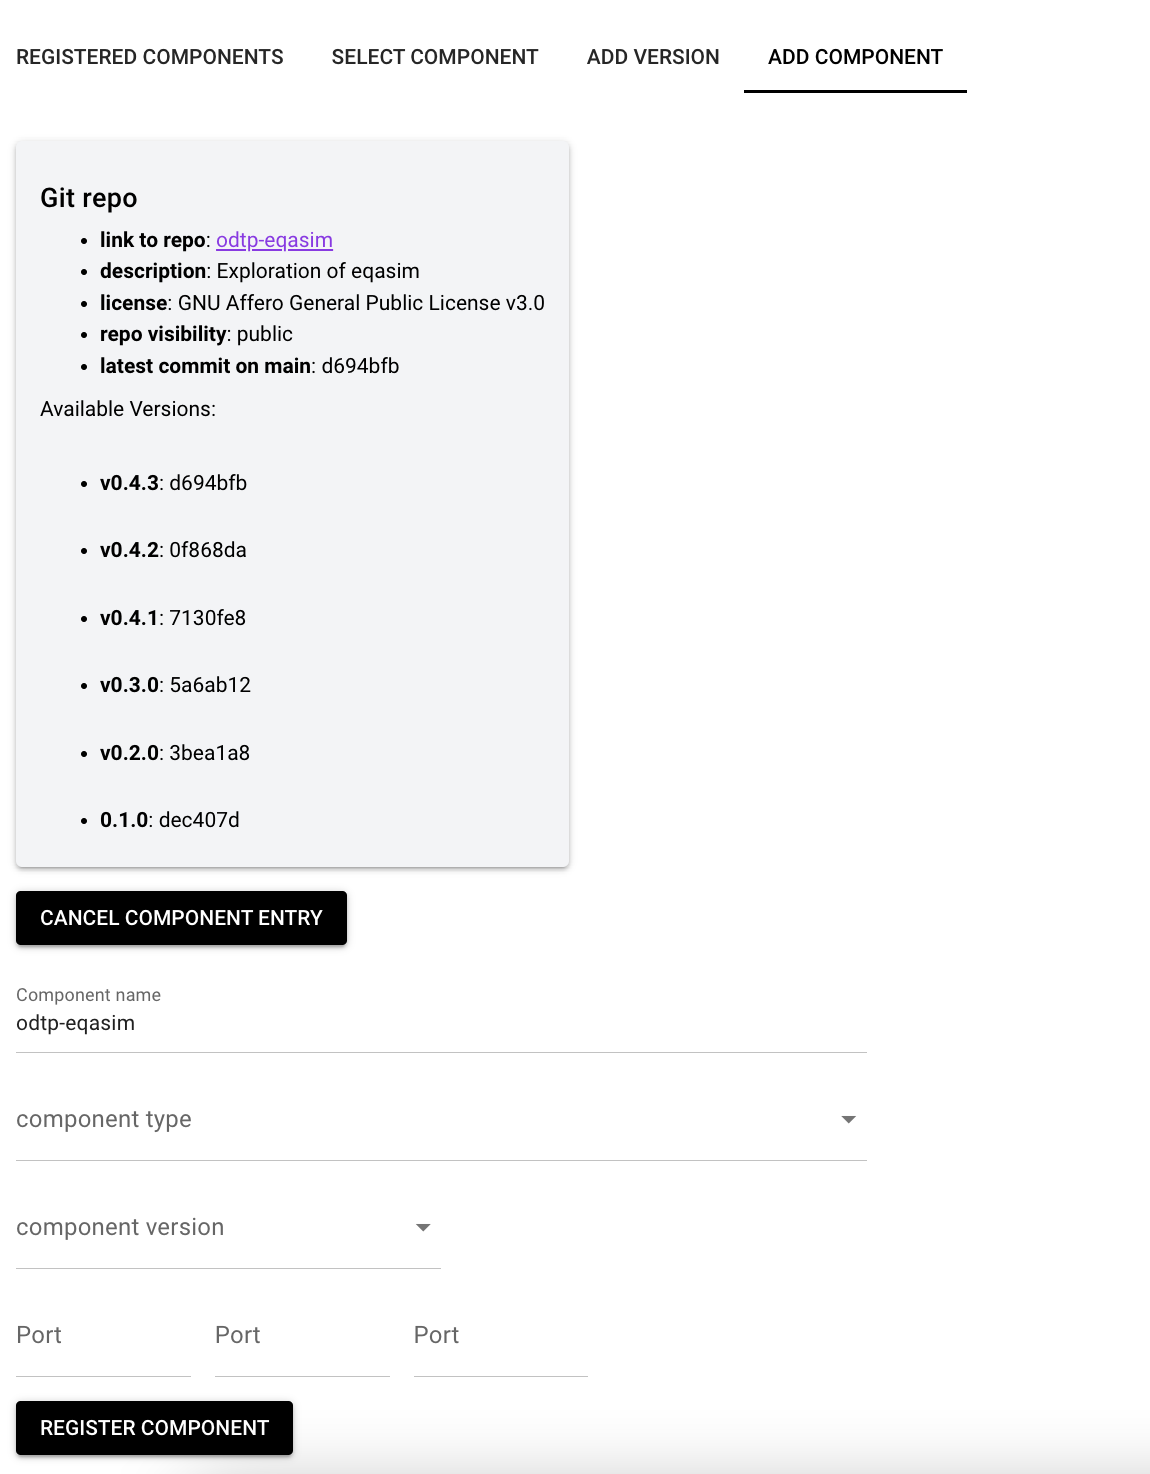 REGISTERED COMPONENTS SELECT COMPONENT ADD VERSION ADD COMPONENT
Git repo
• link to repo: odtp-eqasim
• description: Exploration of eqasim
• license: GNU Affero General Public License v3.0
• repo visibility: public
• latest commit on main: d694bfb
Available Versions:
• v0.4.3: d694bfb
• v0.4.2: 0f868da
• v0.4.1: 7130fe8
• v0.3.0: 5a6ab12
• v0.2.0: 3bea1a8
• 0.1.0: dec407d
CANCEL COMPONENT ENTRY
Component name
odtp-eqasim
component type
component version
Port Port Port
REGISTER COMPONENT